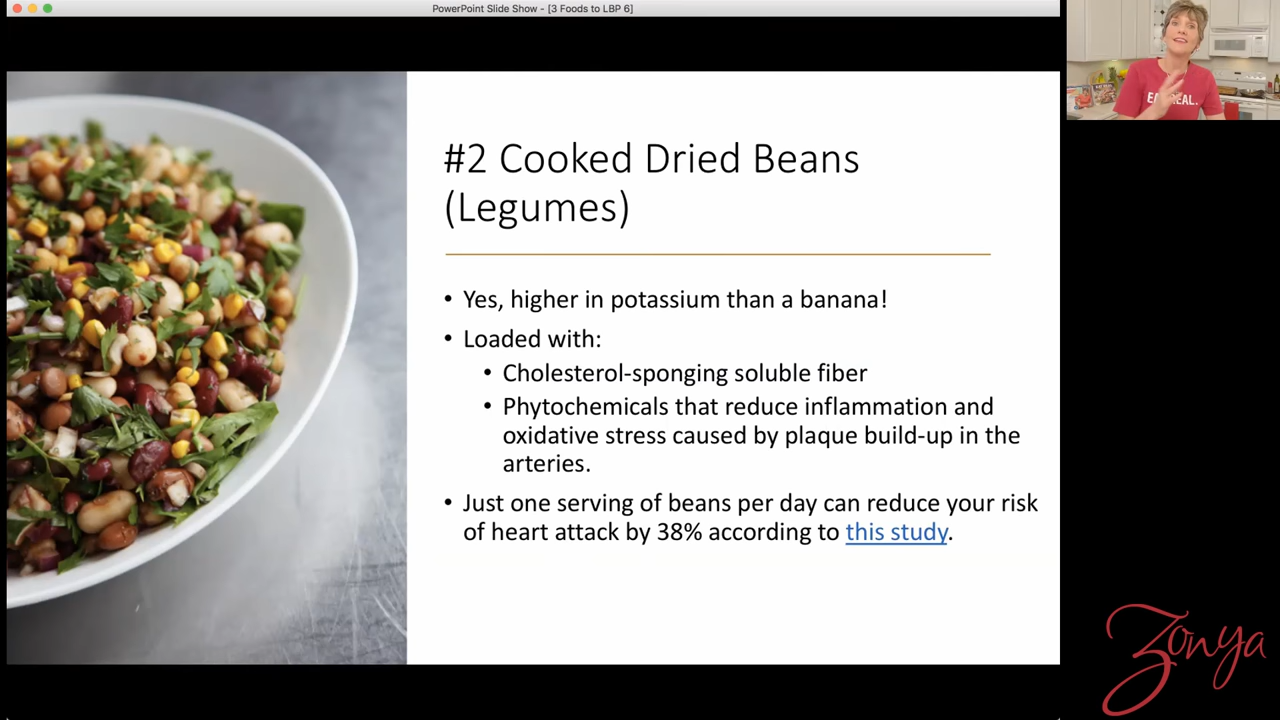 PowerPoint Slide Show - [3 Foods to LBP 6]
#2 Cooked Dried Beans
(Legumes)
• Yes, higher in potassium than a banana!
• Loaded with:
• Cholesterol-sponging soluble fiber
• Phytochemicals that reduce inflammation and
oxidative stress caused by plaque build-up in the
arteries.
• Just one serving of beans per day can reduce your risk
of heart attack by 38% according to this study.
Zonya